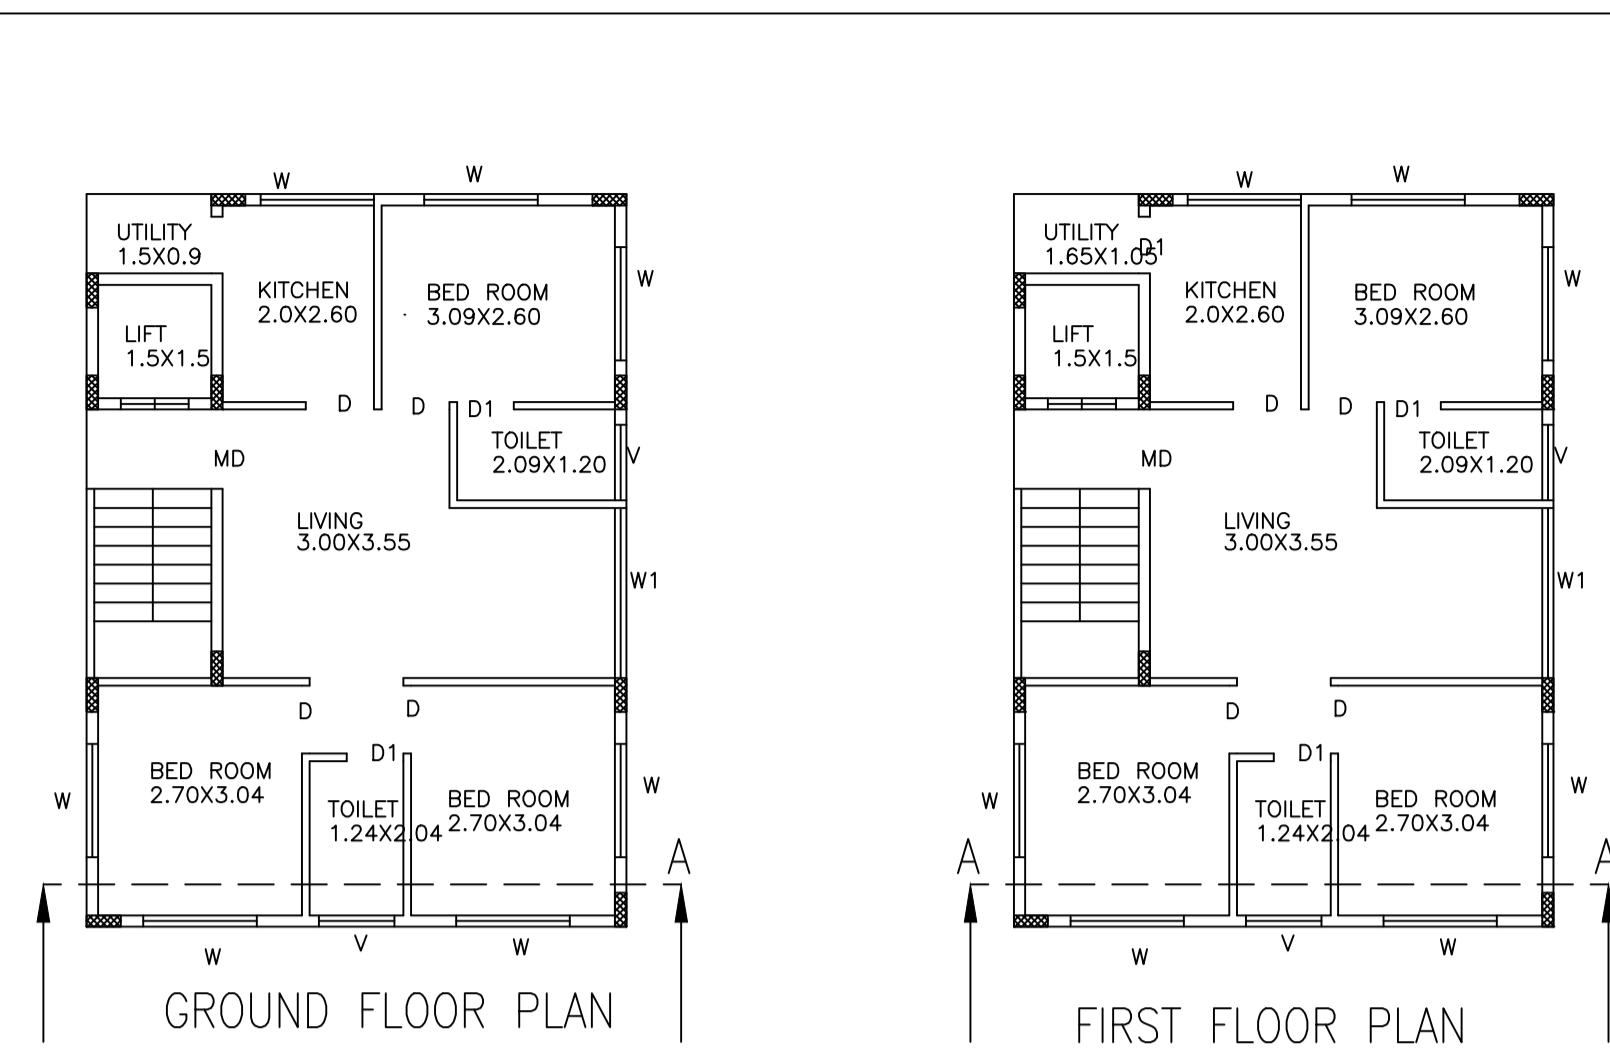 W
W
UTILITY
1.5X0.9
W
KITCHEN
2.0X2.60
BED ROOM
3.09X2.60
LIFT
1.5X1.5
D
D
D1
TOILET
2.09X1.20
V
MD
LIVING
3.00X3.55
W1
D
D
D1
BED ROOM
2.70X3.04
W
W
TOILET
1.24X2.04
BED ROOM
2.70X3.04
A
W
V
W
GROUND FLOOR PLAN
W
W
UTILITY
1.65X1.05
D1
W
KITCHEN
2.0X2.60
BED ROOM
3.09X2.60
LIFT
1.5X1.5
D
D
D1
TOILET
2.09X1.20
V
MD
LIVING
3.00X3.55
W1
D
D
D1
BED ROOM
2.70X3.04
W
W
TOILET
1.24X2.04
BED ROOM
2.70X3.04
A
A
W
V
W
FIRST FLOOR PLAN